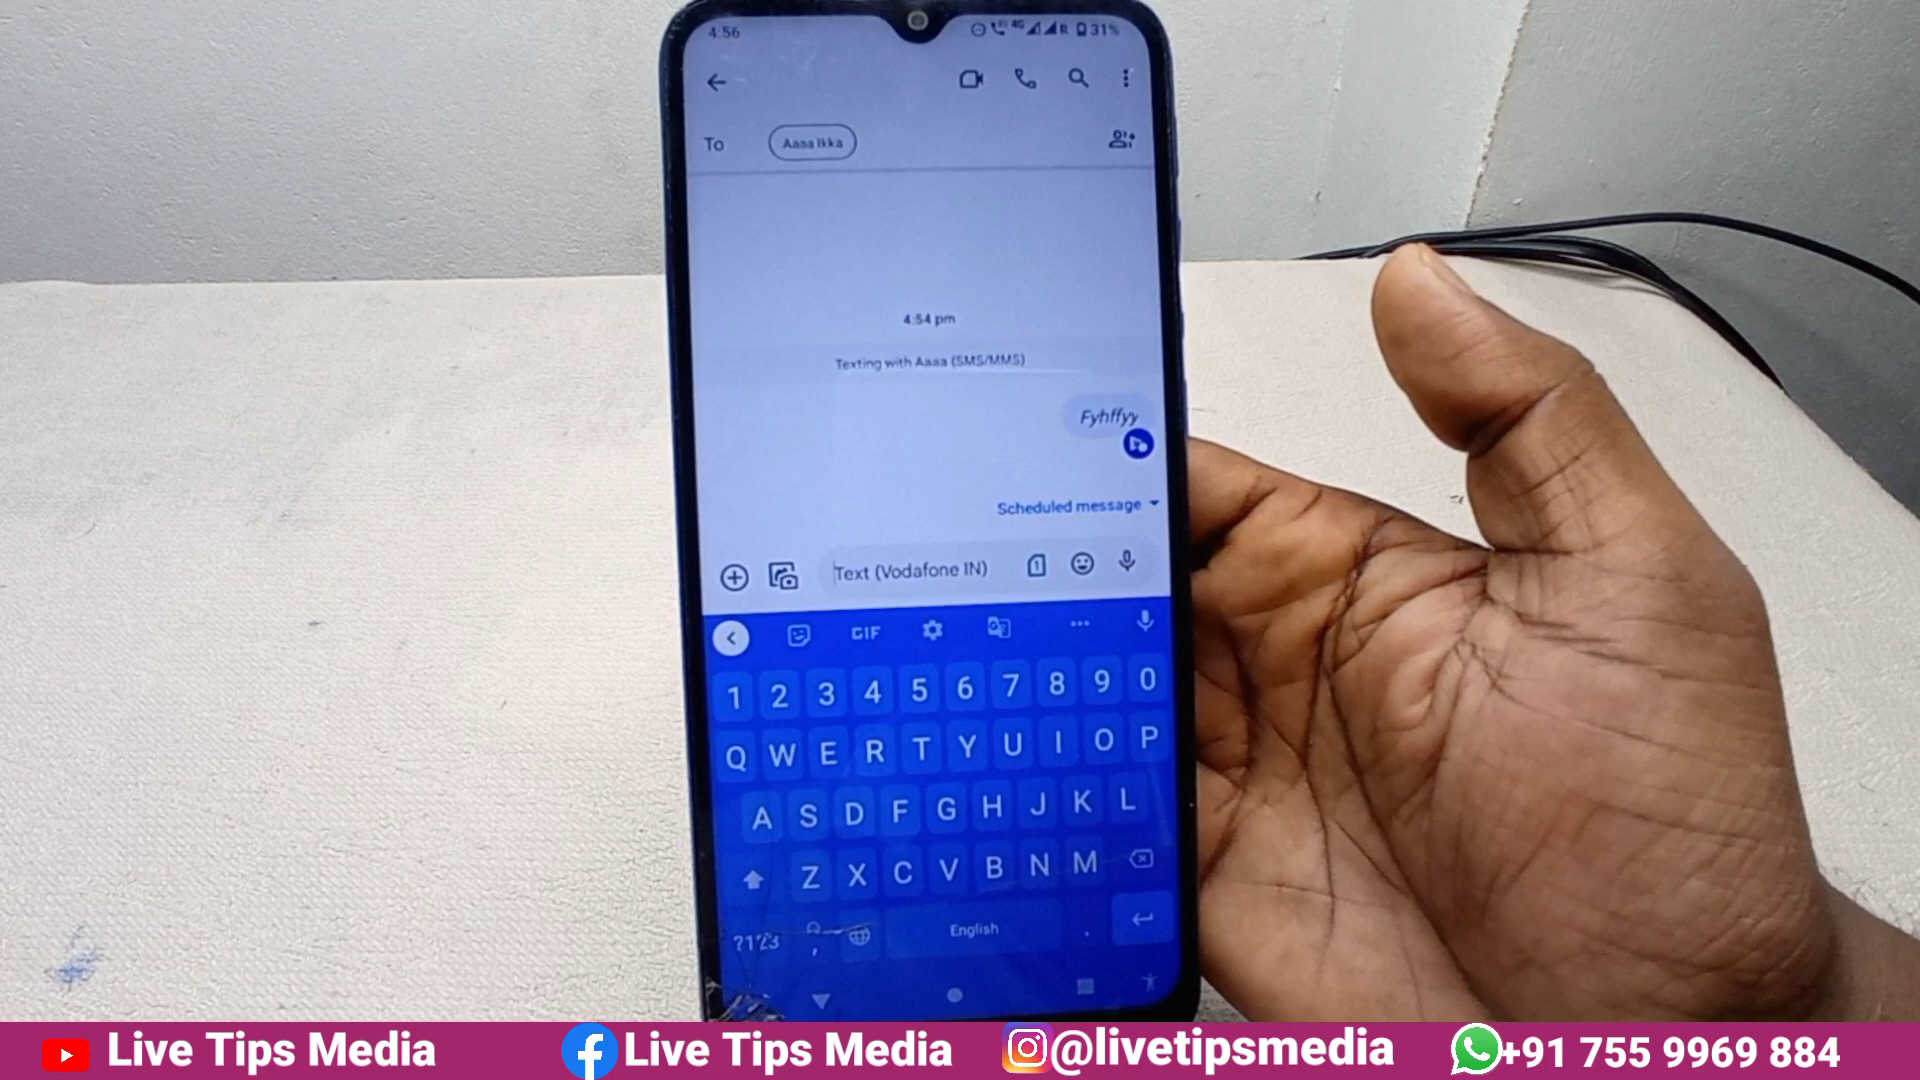 4:56
4G R 31%
To Aaaa Ikka
4:54 pm
Texting with Aaaa (SMS/MMS)
Fyhffyy
Scheduled message
Text (Vodafone IN) 1
GIF
1 2 3 4 5 6 7 8 9 0
Q W E R T Y U I O P
A S D F G H J K L
Z X C V B N M
?123 , English .
Live Tips Media Live Tips Media @livetipsmedia +91 755 9969 884